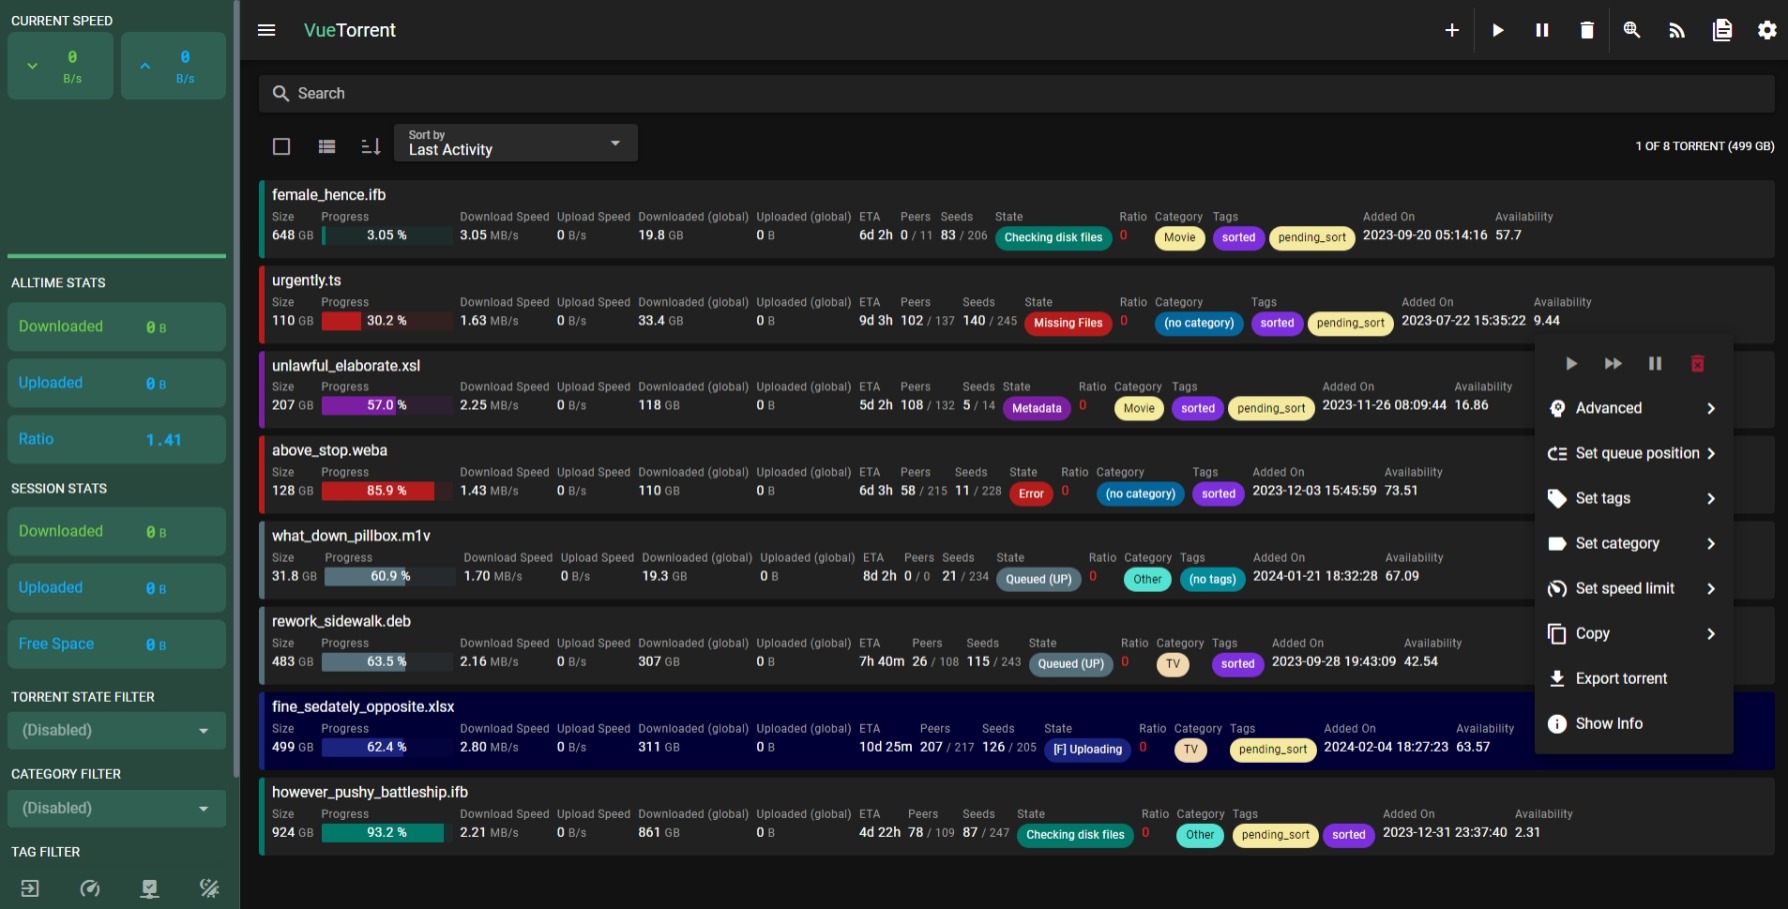 CURRENT SPEED
0 B/s
0 B/s
ALLTIME STATS
Downloaded 0 B
Uploaded 0 B
Ratio 1.41
SESSION STATS
Downloaded 0 B
Uploaded 0 B
Free Space 0 B
TORRENT STATE FILTER
(Disabled)
CATEGORY FILTER
(Disabled)
TAG FILTER
VueTorrent
Search
Sort by
Last Activity
1 OF 8 TORRENT (499 GB)
female_hence.ifb
Size Progress Download Speed Upload Speed Downloaded (global) Uploaded (global) ETA Peers Seeds State Ratio Category Tags Added On Availability
648 GB 3.05 % 3.05 MB/s 0 B/s 19.8 GB 0 B 6d 2h 0 / 11 83 / 206 Checking disk files 0 Movie sorted pending_sort 2023-09-20 05:14:16 57.7
urgently.ts
Size Progress Download Speed Upload Speed Downloaded (global) Uploaded (global) ETA Peers Seeds State Ratio Category Tags Added On Availability
110 GB 30.2 % 1.63 MB/s 0 B/s 33.4 GB 0 B 9d 3h 102 / 137 140 / 245 Missing Files 0 (no category) sorted pending_sort 2023-07-22 15:35:22 9.44
unlawful_elaborate.xsl
Size Progress Download Speed Upload Speed Downloaded (global) Uploaded (global) ETA Peers Seeds State Ratio Category Tags Added On Availability
207 GB 57.0 % 2.25 MB/s 0 B/s 118 GB 0 B 5d 2h 108 / 132 5 / 14 Metadata 0 Movie sorted pending_sort 2023-11-26 08:09:44 16.86
above_stop.weba
Size Progress Download Speed Upload Speed Downloaded (global) Uploaded (global) ETA Peers Seeds State Ratio Category Tags Added On Availability
128 GB 85.9 % 1.43 MB/s 0 B/s 110 GB 0 B 6d 3h 58 / 215 11 / 228 Error 0 (no category) sorted 2023-12-03 15:45:59 73.51
what_down_pillbox.m1v
Size Progress Download Speed Upload Speed Downloaded (global) Uploaded (global) ETA Peers Seeds State Ratio Category Tags Added On Availability
31.8 GB 60.9 % 1.70 MB/s 0 B/s 19.3 GB 0 B 8d 2h 0 / 0 21 / 234 Queued (UP) 0 Other (no tags) 2024-01-21 18:32:28 67.09
rework_sidewalk.deb
Size Progress Download Speed Upload Speed Downloaded (global) Uploaded (global) ETA Peers Seeds State Ratio Category Tags Added On Availability
483 GB 63.5 % 2.16 MB/s 0 B/s 307 GB 0 B 7h 40m 26 / 108 115 / 243 Queued (UP) 0 TV sorted 2023-09-28 19:43:09 42.54
fine_sedately_opposite.xlsx
Size Progress Download Speed Upload Speed Downloaded (global) Uploaded (global) ETA Peers Seeds State Ratio Category Tags Added On Availability
499 GB 62.4 % 2.80 MB/s 0 B/s 311 GB 0 B 10d 25m 207 / 217 126 / 205 [F] Uploading 0 TV pending_sort 2024-02-04 18:27:23 63.57
however_pushy_battleship.ifb
Size Progress Download Speed Upload Speed Downloaded (global) Uploaded (global) ETA Peers Seeds State Ratio Category Tags Added On Availability
924 GB 93.2 % 2.21 MB/s 0 B/s 861 GB 0 B 4d 22h 78 / 109 87 / 247 Checking disk files 0 Other pending_sort sorted 2023-12-31 23:37:40 2.31
Advanced
Set queue position
Set tags
Set category
Set speed limit
Copy
Export torrent
Show Info